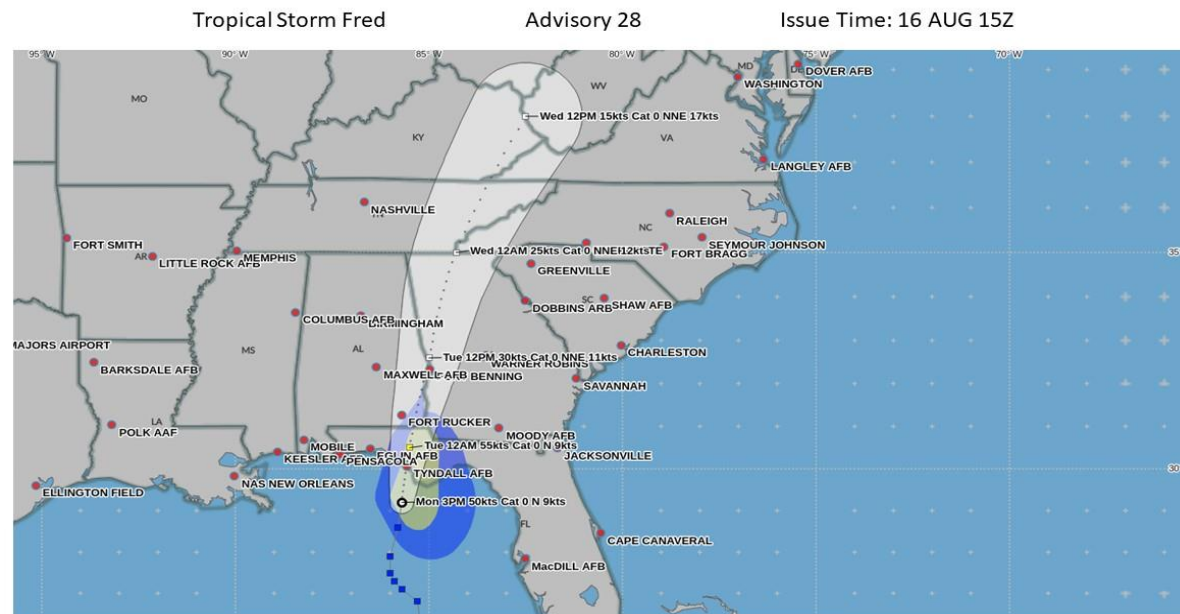 Tropical Storm Fred Advisory 28 Issue Time: 16 AUG 15Z
95° W 90° W 85° W 80° W 75° W 70° W
MD
DOVER AFB
WASHINGTON
WV
MO
Wed 12PM 15kts Cat 0 NNE 17kts
KY
VA
LANGLEY AFB
NASHVILLE
RALEIGH
NC
SEYMOUR JOHNSON
FORT SMITH
AR
LITTLE ROCK AFB
MEMPHIS
Wed 12AM 25kts Cat 0 NNE 12kts
FORT BRAGG
35°
GREENVILLE
SC
DOBBINS ARB
SHAW AFB
COLUMBUS AFB
BIRMINGHAM
MAJORS AIRPORT
MS
AL
CHARLESTON
Tue 12PM 30kts Cat 0 NNE 11kts
WARNER ROBINS
BARKSDALE AFB
MAXWELL AFB
BENNING
SAVANNAH
LA
POLK AAF
FORT RUCKER
MOODY AFB
MOBILE
Tue 12AM 55kts Cat 0 N 9kts
KEESLER
EGLIN AFB
PENSACOLA
JACKSONVILLE
30°
TYNDALL AFB
NAS NEW ORLEANS
ELLINGTON FIELD
Mon 3PM 50kts Cat 0 N 9kts
FL
CAPE CANAVERAL
MacDILL AFB